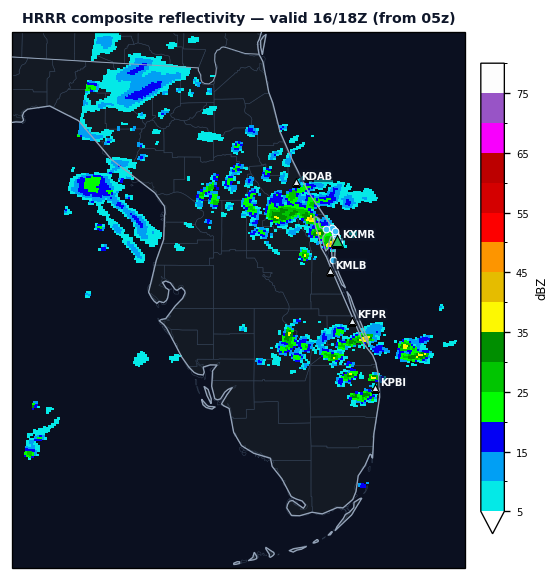 HRRR composite reflectivity — valid 16/18Z (from 05z)
KDAB
KXMR
KMLB
KFPR
KPBI
75
65
55
45
35
25
15
5
dBZ